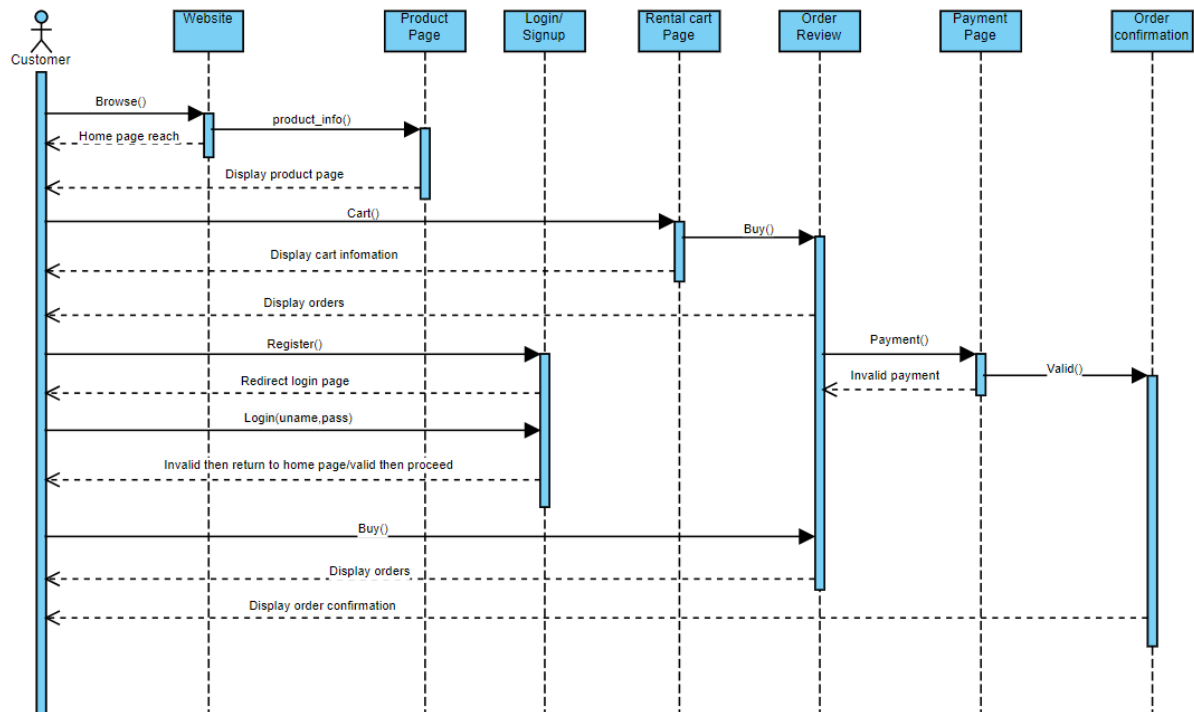 Website
Product
Page
Login/
Signup
Rental cart
Page
Order
Review
Payment
Page
Order
confirmation
Customer
Browse()
product_info()
Home page reach
Display product page
Cart()
Buy()
Display cart infomation
Display orders
Register()
Payment()
Redirect login page
Invalid payment
Valid()
Login(uname,pass)
Invalid then return to home page/valid then proceed
Buy()
Display orders
Display order confirmation